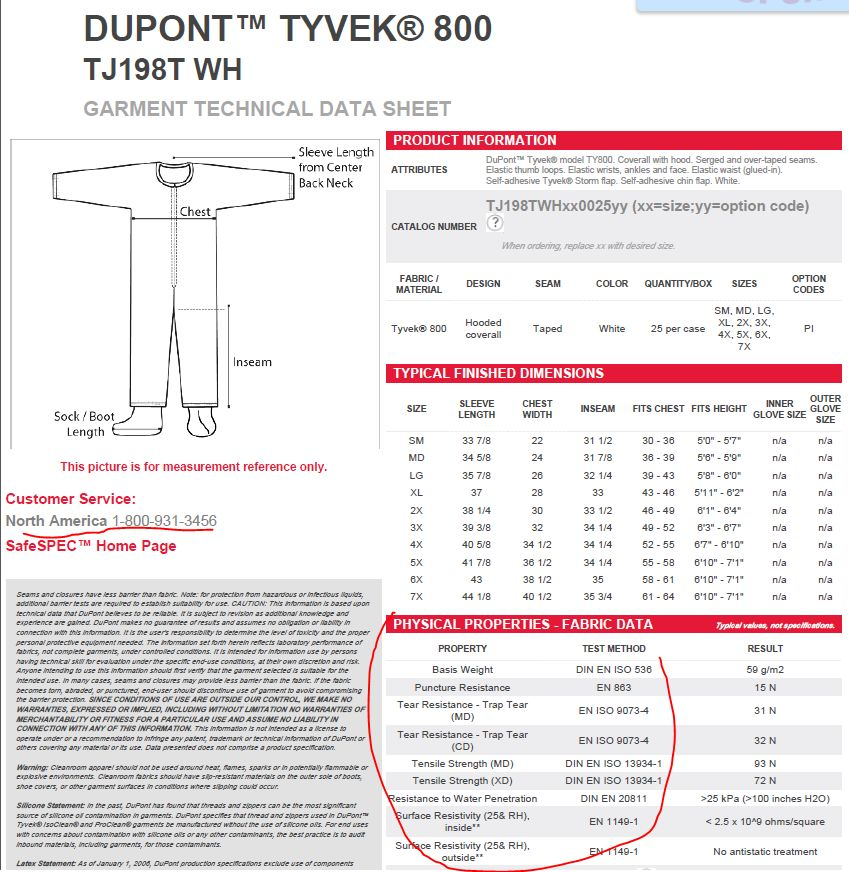 DUPONT™ TYVEK® 800
TJ198T WH
GARMENT TECHNICAL DATA SHEET
Sleeve Length
from Center
Back Neck
Chest
Inseam
Sock / Boot
Length
This picture is for measurement reference only.
Customer Service:
North America 1-800-931-3456
SafeSPEC™ Home Page
Seams and closures have less barrier than fabric. Note: for protection from hazardous or infectious liquids,
additional barrier tests are required to establish suitability for use. CAUTION: This information is based upon
technical data that DuPont believes to be reliable. It is subject to revision as additional knowledge and
experience are gained. DuPont makes no guarantee of results and assumes no obligation or liability in
connection with this information. It is the user's responsibility to determine the level of toxicity and the proper
personal protective equipment needed. The information set forth herein reflects laboratory performance of
fabrics, not complete garments, under controlled conditions. It is intended for information use by persons
having technical skill for evaluation under the specific end-use conditions, at their own discretion and risk.
Anyone intending to use this information should first verify that the garment selected is suitable for the
intended use. In many cases, seams and closures may provide less barrier than the fabric. If the fabric
becomes torn, abraded, or punctured, end-user should discontinue use of garment to avoid compromising
the barrier protection. SINCE CONDITIONS OF USE ARE OUTSIDE OUR CONTROL, WE MAKE NO
WARRANTIES, EXPRESSED OR IMPLIED, INCLUDING WITHOUT LIMITATION NO WARRANTIES OF
MERCHANTABILITY OR FITNESS FOR A PARTICULAR USE AND ASSUME NO LIABILITY IN
CONNECTION WITH ANY OF THIS INFORMATION. This information is not intended as a license to
operate under or a recommendation to infringe any patent, trademark or technical information of DuPont or
others covering any material or its use. Data presented does not comprise a product specification.
Warning: Cleanroom apparel should not be used around heat, flames, sparks or in potentially flammable or
explosive environments. Cleanroom fabrics should have slip-resistant materials on the outer sole of boots,
shoe covers, or other garment surfaces in conditions where slipping could occur.
Silicone Statement: In the past, DuPont has found that threads and zippers can be the most significant
source of silicone oil contamination in garments. DuPont specifies that thread and zippers used in DuPont™
Tyvek® IsoClean® and ProClean® garments be manufactured without the use of silicone oils. For end uses
with concerns about contamination with silicone oils or any other contaminants, the best practice is to audit
inbound materials, including garments, for those contaminants.
Latex Statement: As of January 1, 2006, DuPont production specifications exclude use of components
PRODUCT INFORMATION
ATTRIBUTES
DuPont™ Tyvek® model TY800. Coverall with hood. Serged and over-taped seams.
Elastic thumb loops. Elastic wrists, ankles and face. Elastic waist (glued-in).
Self-adhesive Tyvek® Storm flap. Self-adhesive chin flap. White.
CATALOG NUMBER
TJ198TWHxx0025yy (xx=size;yy=option code)
?
When ordering, replace xx with desired size.
FABRIC / MATERIAL DESIGN SEAM COLOR QUANTITY/BOX SIZES OPTION CODES
Tyvek® 800 Hooded coverall Taped White 25 per case SM, MD, LG, XL, 2X, 3X, 4X, 5X, 6X, 7X PI
TYPICAL FINISHED DIMENSIONS
SIZE SLEEVE LENGTH CHEST WIDTH INSEAM FITS CHEST FITS HEIGHT INNER GLOVE SIZE OUTER GLOVE SIZE
SM 33 7/8 22 31 1/2 30 - 36 5'0" - 5'7" n/a n/a
MD 34 5/8 24 31 7/8 36 - 39 5'6" - 5'9" n/a n/a
LG 35 7/8 26 32 1/4 39 - 43 5'8" - 6'0" n/a n/a
XL 37 28 33 43 - 46 5'11" - 6'2" n/a n/a
2X 38 1/4 30 33 1/2 46 - 49 6'1" - 6'4" n/a n/a
3X 39 3/8 32 34 1/4 49 - 52 6'3" - 6'7" n/a n/a
4X 40 5/8 34 1/2 34 1/4 52 - 55 6'7" - 6'10" n/a n/a
5X 41 7/8 36 1/2 34 1/4 55 - 58 6'10" - 7'1" n/a n/a
6X 43 38 1/2 35 58 - 61 6'10" - 7'1" n/a n/a
7X 44 1/8 40 1/2 35 3/4 61 - 64 6'10" - 7'1" n/a n/a
PHYSICAL PROPERTIES - FABRIC DATA Typical values, not specifications.
PROPERTY TEST METHOD RESULT
Basis Weight DIN EN ISO 536 59 g/m2
Puncture Resistance EN 863 15 N
Tear Resistance - Trap Tear (MD) EN ISO 9073-4 31 N
Tear Resistance - Trap Tear (CD) EN ISO 9073-4 32 N
Tensile Strength (MD) DIN EN ISO 13934-1 93 N
Tensile Strength (XD) DIN EN ISO 13934-1 72 N
Resistance to Water Penetration DIN EN 20811 >25 kPa (>100 inches H2O)
Surface Resistivity (25& RH), inside** EN 1149-1 < 2.5 x 10^9 ohms/square
Surface Resistivity (25& RH), outside** EN 1149-1 No antistatic treatment